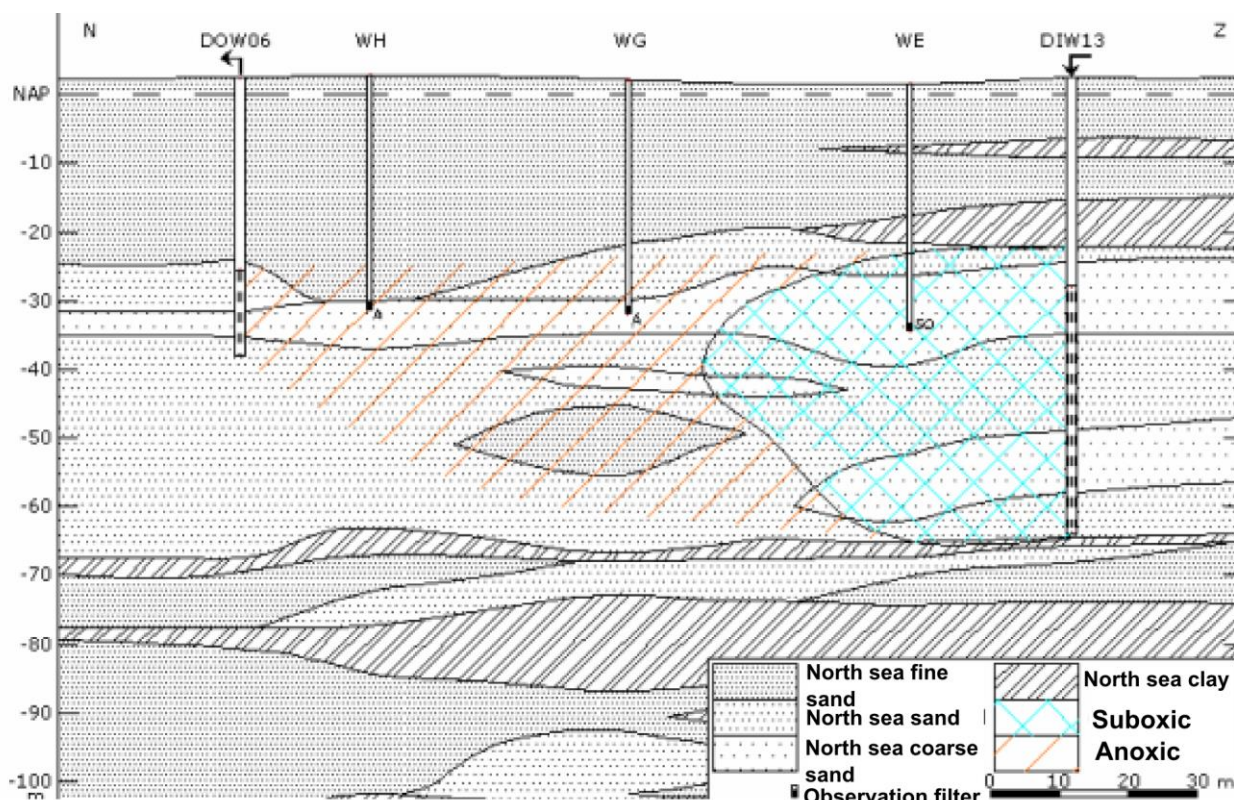 N Z
DOW06 WH WG WE DIW13
NAP
-10
-20
-30
A A SO
-40
-50
-60
-70
-80
-90
-100
m
North sea fine
sand
North sea sand
North sea coarse
sand
Observation filter
North sea clay
Suboxic
Anoxic
0 10 20 30 m